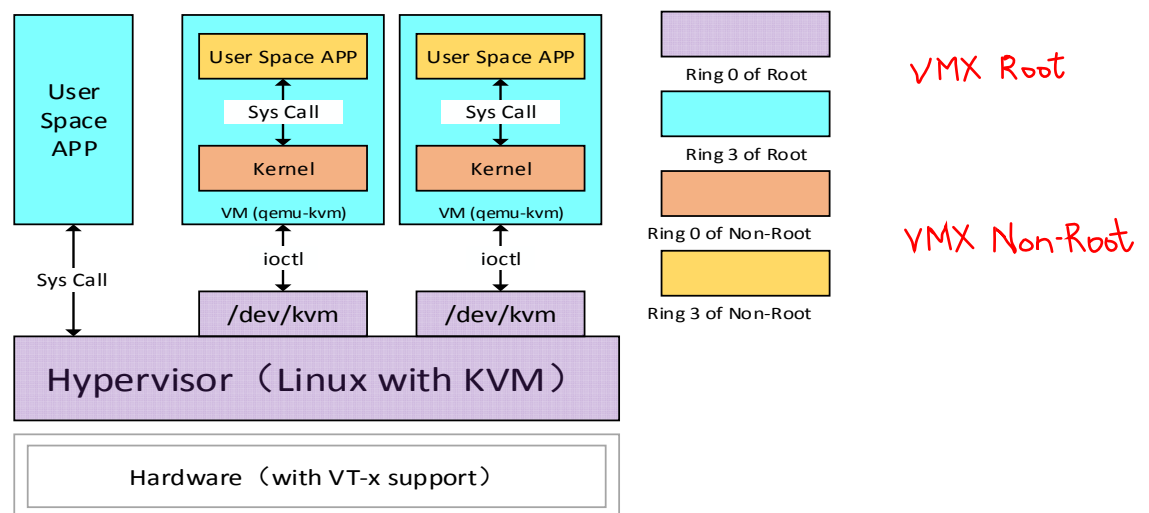 User
Space
APP
User Space APP
Sys Call
Kernel
VM (qemu-kvm)
User Space APP
Sys Call
Kernel
VM (qemu-kvm)
Sys Call
ioctl
ioctl
/dev/kvm
/dev/kvm
Hypervisor（Linux with KVM）
Hardware（with VT-x support）
Ring 0 of Root
Ring 3 of Root
Ring 0 of Non-Root
Ring 3 of Non-Root
VMX Root
VMX Non-Root